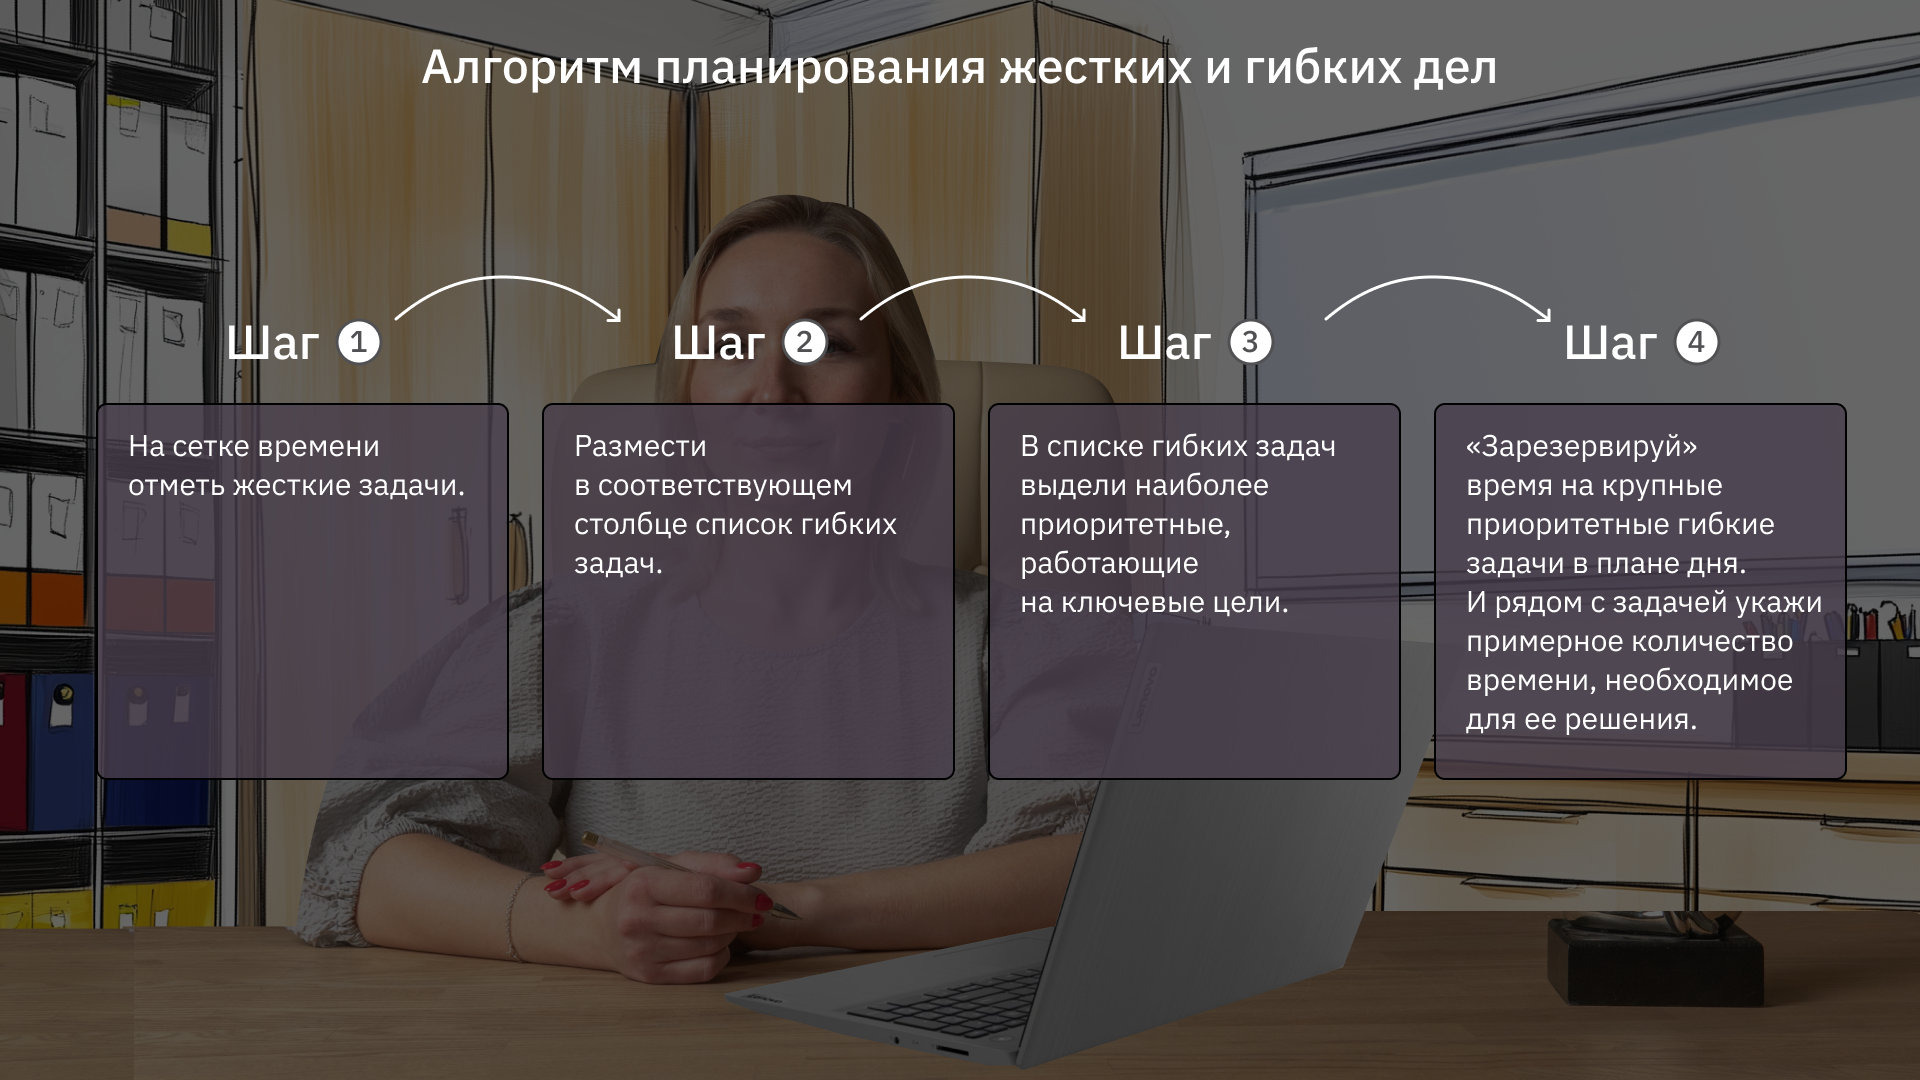 Алгоритм планирования жестких и гибких дел
Шаг 1
На сетке времени
отметь жесткие задачи.
Шаг 2
Размести
в соответствующем
столбце список гибких
задач.
Шаг 3
В списке гибких задач
выдели наиболее
приоритетные,
работающие
на ключевые цели.
Шаг 4
«Зарезервируй»
время на крупные
приоритетные гибкие
задачи в плане дня.
И рядом с задачей укажи
примерное количество
времени, необходимое
для ее решения.
Lenovo